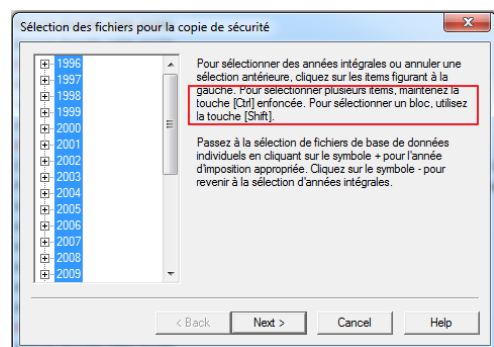 Sélection des fichiers pour la copie de sécurité
1996
1997
1998
1999
2000
2001
2002
2003
2004
2005
2006
2007
2008
2009
Pour sélectionner des années intégrales ou annuler une
sélection antérieure, cliquez sur les items figurant à la
gauche. Pour sélectionner plusieurs items, maintenez la
touche [Ctrl] enfoncée. Pour sélectionner un bloc, utilisez
la touche [Shift].
Passez à la sélection de fichiers de base de données
individuels en cliquant sur le symbole + pour l'année
d'imposition appropriée. Cliquez sur le symbole - pour
revenir à la sélection d'années intégrales.
< Back Next > Cancel Help